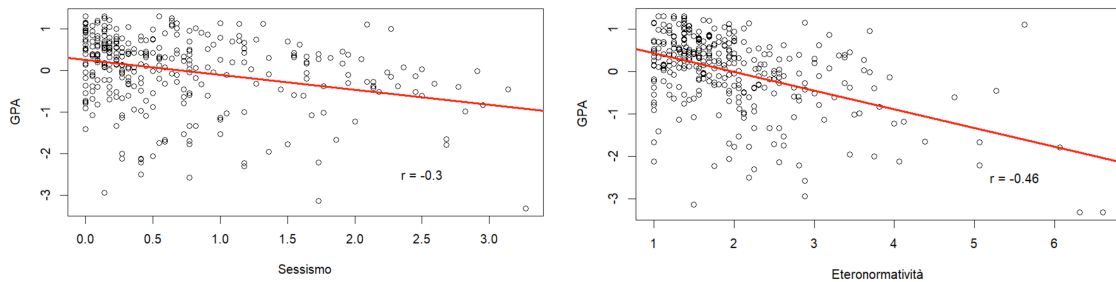 GPA
1
0
-1
-2
-3
r = -0.3
0.0 0.5 1.0 1.5 2.0 2.5 3.0
Sessismo
GPA
1
0
-1
-2
-3
r = -0.46
1 2 3 4 5 6
Eteronormatività